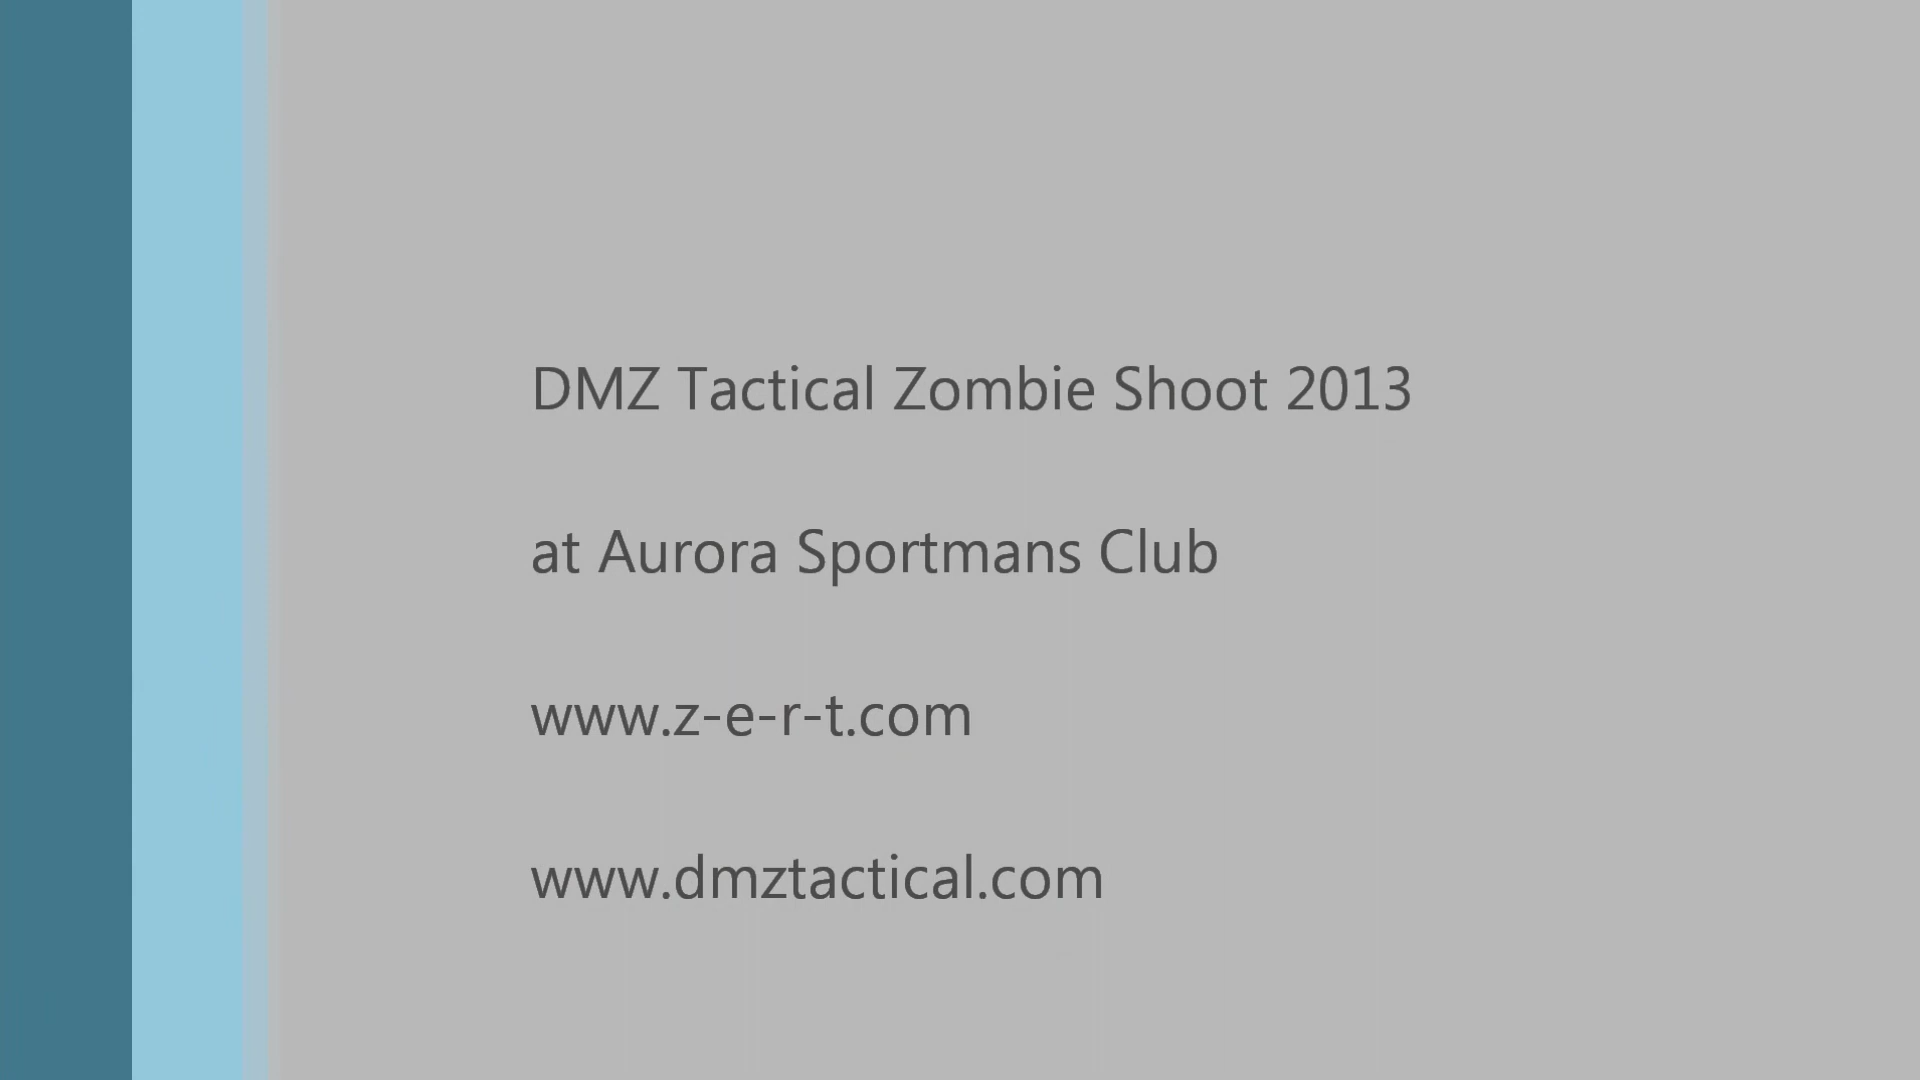 DMZ Tactical Zombie Shoot 2013
at Aurora Sportmans Club
www.z-e-r-t.com
www.dmztactical.com